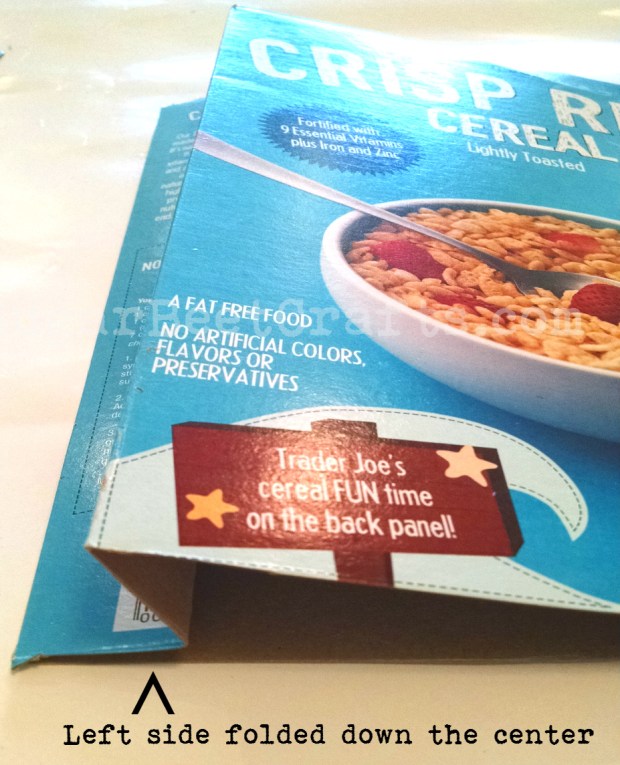 CRISP
CEREAL
Lightly Toasted
Fortified with
9 Essential Vitamins
plus Iron and Zinc
NO
A FAT FREE FOOD
NO ARTIFICIAL COLORS,
FLAVORS OR
PRESERVATIVES
Trader Joe's
cereal FUN time
on the back panel!
Left side folded down the center